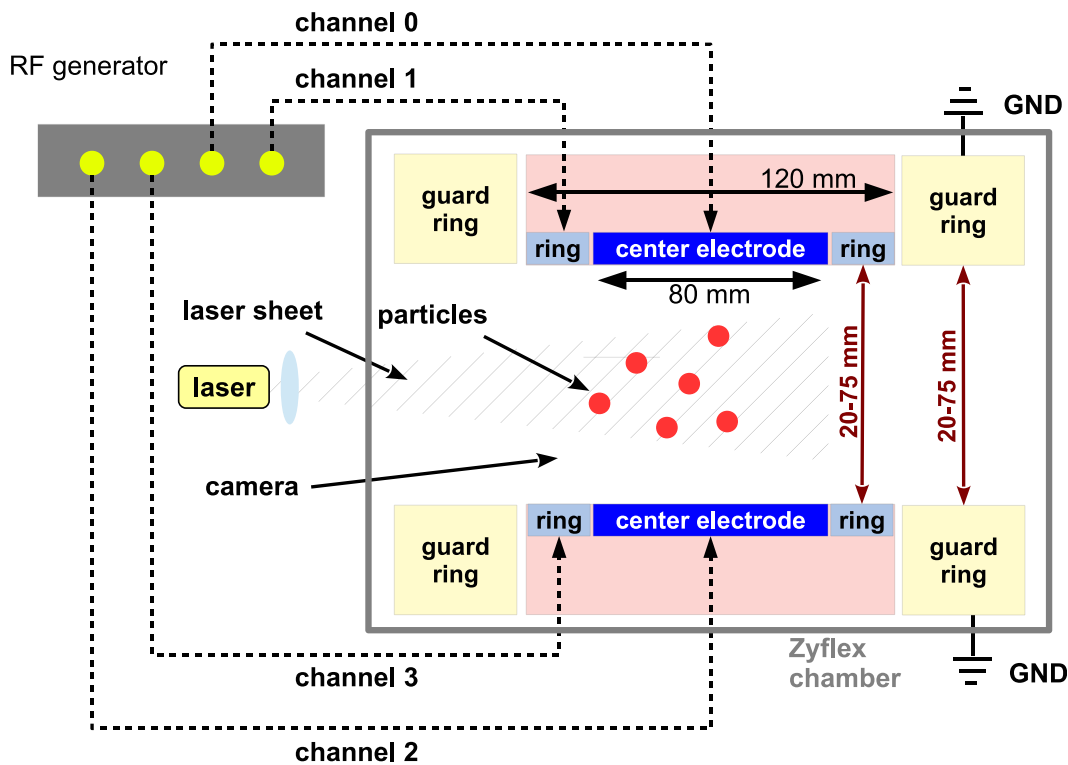 channel 0
RF generator
channel 1
GND
120 mm
guard
ring
guard
ring
ring
center electrode
ring
80 mm
laser sheet
particles
laser
20-75 mm
20-75 mm
camera
ring
center electrode
ring
guard
ring
guard
ring
Zyflex
chamber
GND
channel 3
channel 2